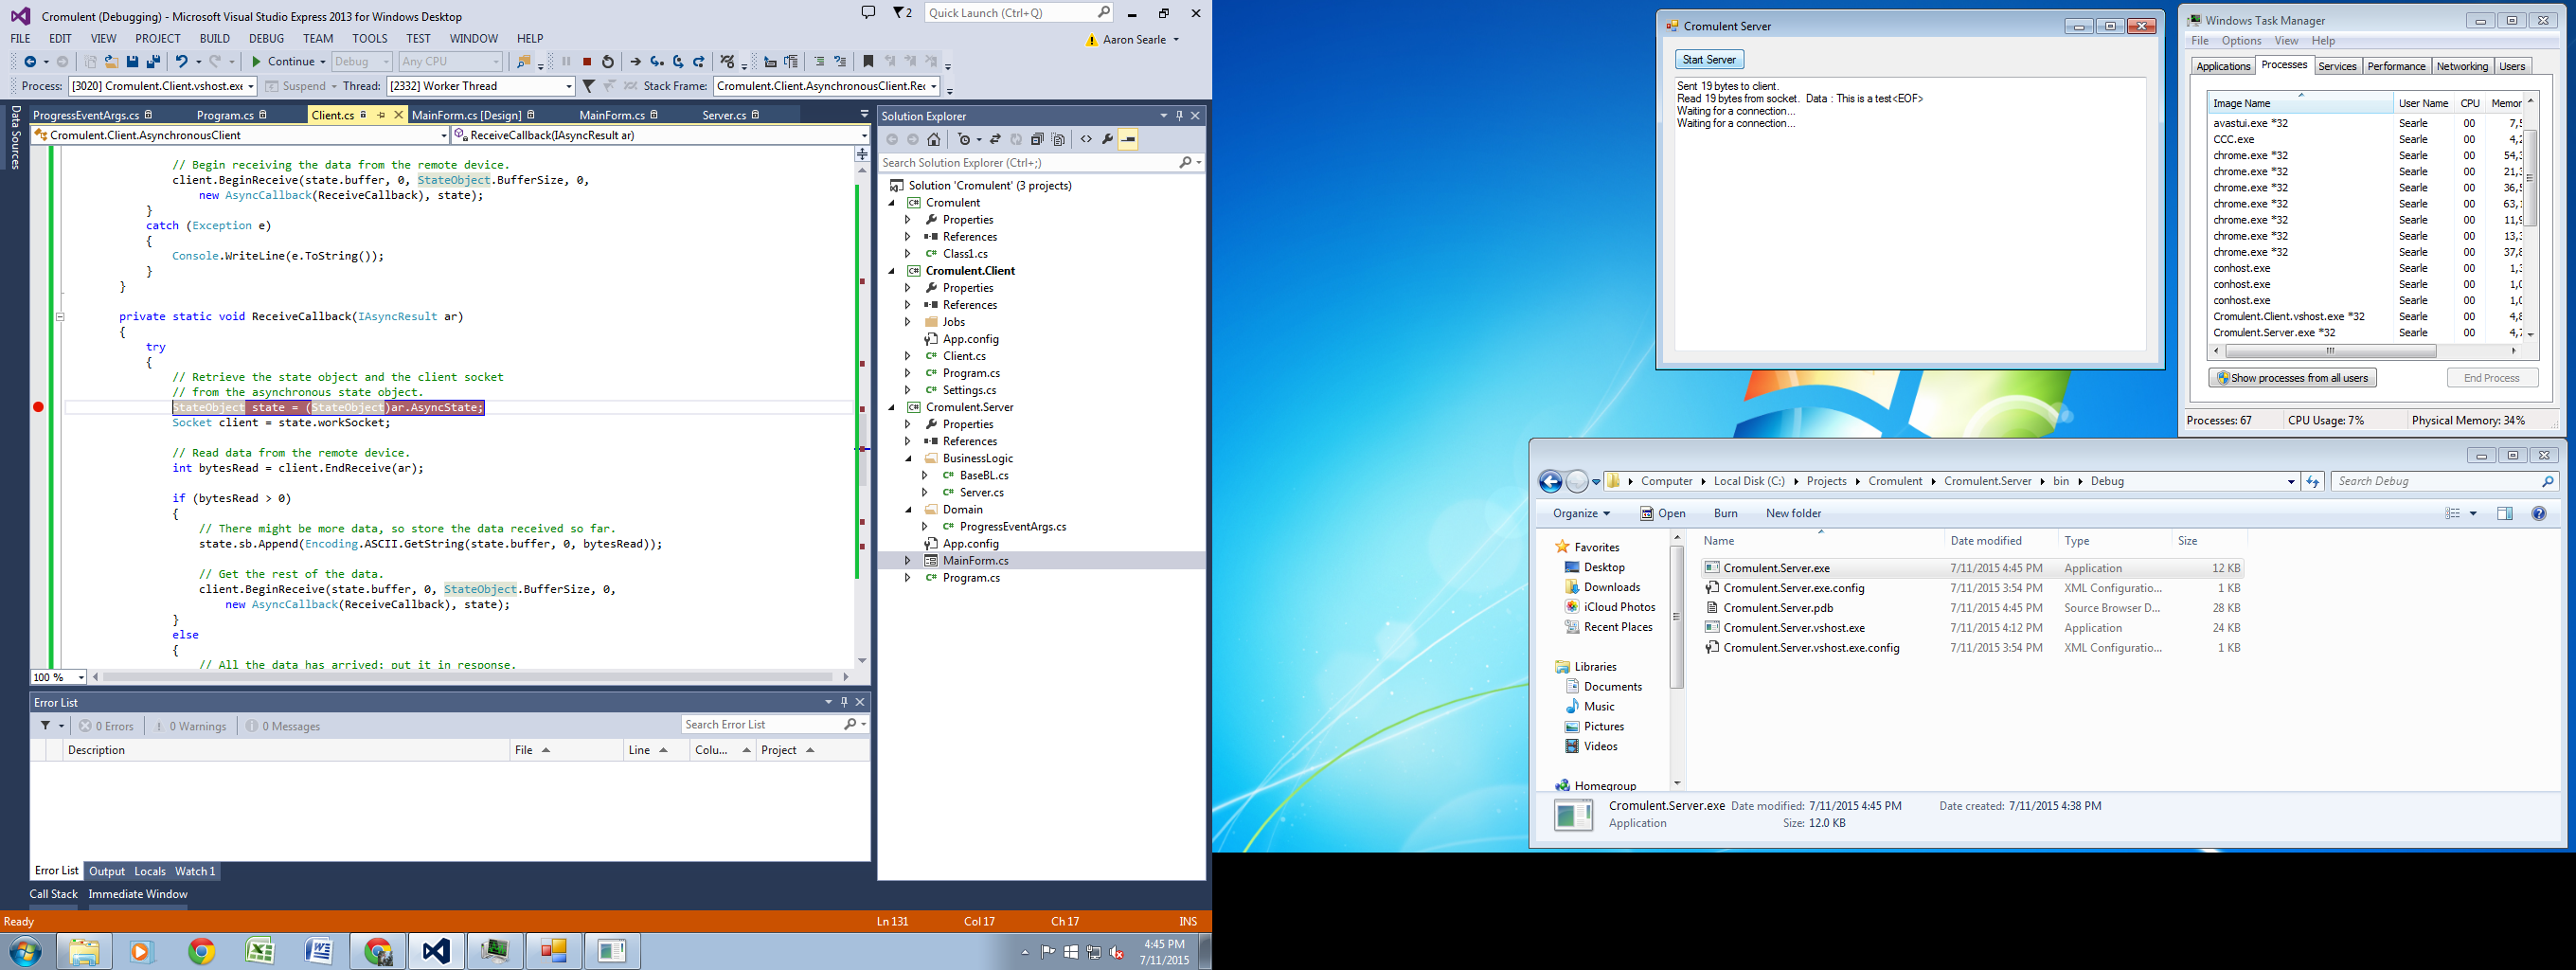 Cromulent (Debugging) - Microsoft Visual Studio Express 2013 for Windows Desktop
2
Quick Launch (Ctrl+Q)
FILE EDIT VIEW PROJECT BUILD DEBUG TEAM TOOLS TEST WINDOW HELP
Aaron Searle
Continue Debug Any CPU
Process: [3020] Cromulent.Client.vshost.exe Suspend Thread: [2332] Worker Thread Stack Frame: Cromulent.Client.AsynchronousClient.Rec
Data Sources
ProgressEventArgs.cs Program.cs Client.cs MainForm.cs [Design] MainForm.cs Server.cs
Cromulent.Client.AsynchronousClient ReceiveCallback(IAsyncResult ar)
// Begin receiving the data from the remote device.
client.BeginReceive(state.buffer, 0, StateObject.BufferSize, 0,
new AsyncCallback(ReceiveCallback), state);
}
catch (Exception e)
{
Console.WriteLine(e.ToString());
}
}
private static void ReceiveCallback(IAsyncResult ar)
{
try
{
// Retrieve the state object and the client socket
// from the asynchronous state object.
StateObject state = (StateObject)ar.AsyncState;
Socket client = state.workSocket;
// Read data from the remote device.
int bytesRead = client.EndReceive(ar);
if (bytesRead > 0)
{
// There might be more data, so store the data received so far.
state.sb.Append(Encoding.ASCII.GetString(state.buffer, 0, bytesRead));
// Get the rest of the data.
client.BeginReceive(state.buffer, 0, StateObject.BufferSize, 0,
new AsyncCallback(ReceiveCallback), state);
}
else
{
// All the data has arrived; put it in response.
100 %
Error List
0 Errors 0 Warnings 0 Messages
Search Error List
Description File Line Colu... Project
Error List Output Locals Watch 1
Call Stack Immediate Window
Ready Ln 131 Col 17 Ch 17 INS
Solution Explorer
Search Solution Explorer (Ctrl+;)
Solution 'Cromulent' (3 projects)
C# Cromulent
Properties
References
C# Class1.cs
C# Cromulent.Client
Properties
References
Jobs
App.config
C# Client.cs
C# Program.cs
C# Settings.cs
C# Cromulent.Server
Properties
References
BusinessLogic
C# BaseBL.cs
C# Server.cs
Domain
C# ProgressEventArgs.cs
App.config
MainForm.cs
C# Program.cs
4:45 PM
7/11/2015
Cromulent Server
Start Server
Sent 19 bytes to client.
Read 19 bytes from socket. Data : This is a test<EOF>
Waiting for a connection...
Waiting for a connection...
Windows Task Manager
File Options View Help
Applications Processes Services Performance Networking Users
Image Name User Name CPU Memor
avastui.exe *32 Searle 00 7,5
CCC.exe Searle 00 4,2
chrome.exe *32 Searle 00 54,3
chrome.exe *32 Searle 00 21,3
chrome.exe *32 Searle 00 36,5
chrome.exe *32 Searle 00 63,1
chrome.exe *32 Searle 00 11,9
chrome.exe *32 Searle 00 13,3
chrome.exe *32 Searle 00 37,8
conhost.exe Searle 00 1,3
conhost.exe Searle 00 1,0
conhost.exe Searle 00 1,0
Cromulent.Client.vshost.exe *32 Searle 00 4,8
Cromulent.Server.exe *32 Searle 00 4,7
Show processes from all users End Process
Processes: 67 CPU Usage: 7% Physical Memory: 34%
Computer Local Disk (C:) Projects Cromulent Cromulent.Server bin Debug
Search Debug
Organize Open Burn New folder
Favorites
Desktop
Downloads
iCloud Photos
Recent Places
Libraries
Documents
Music
Pictures
Videos
Homegroup
Name Date modified Type Size
Cromulent.Server.exe 7/11/2015 4:45 PM Application 12 KB
Cromulent.Server.exe.config 7/11/2015 3:54 PM XML Configuratio... 1 KB
Cromulent.Server.pdb 7/11/2015 4:45 PM Source Browser D... 28 KB
Cromulent.Server.vshost.exe 7/11/2015 4:12 PM Application 24 KB
Cromulent.Server.vshost.exe.config 7/11/2015 3:54 PM XML Configuratio... 1 KB
Cromulent.Server.exe Date modified: 7/11/2015 4:45 PM Date created: 7/11/2015 4:38 PM
Application Size: 12.0 KB